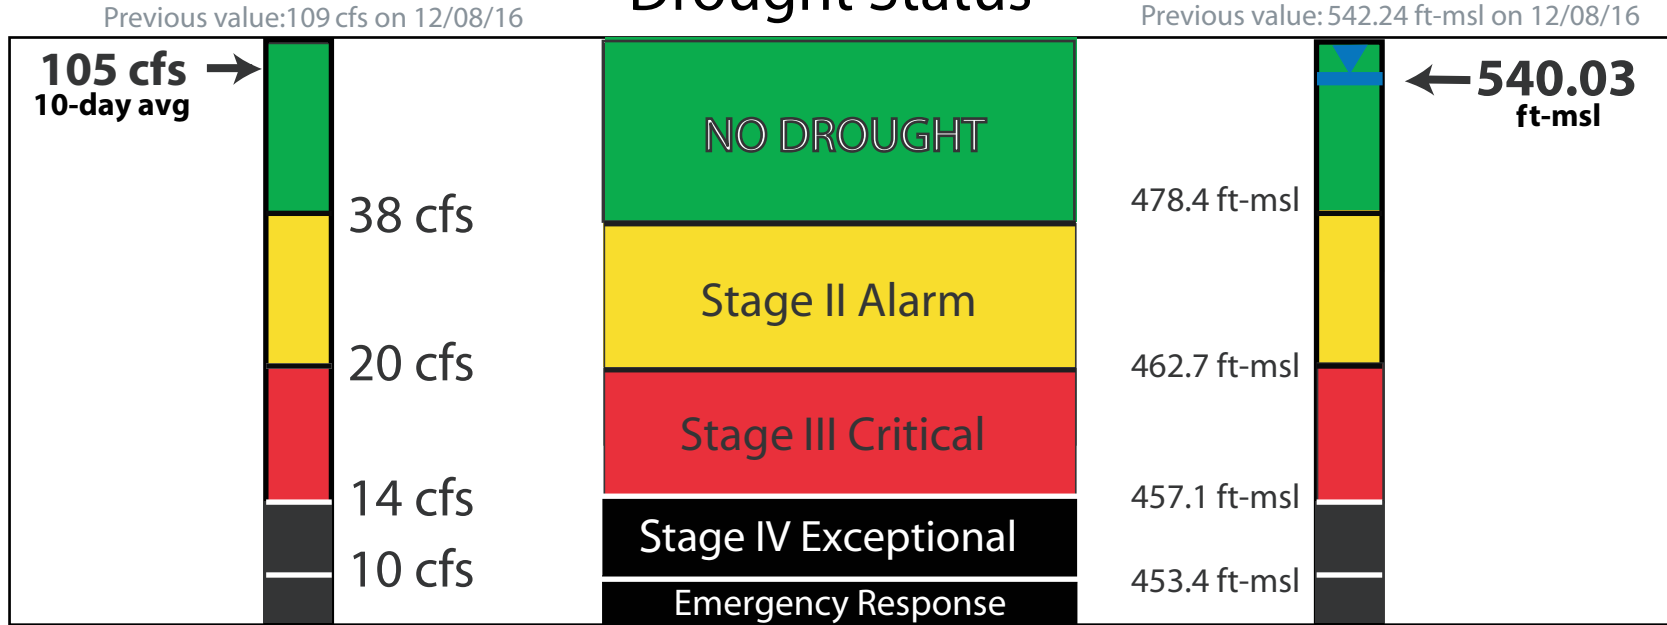 Drought Status
Previous value:109 cfs on 12/08/16
Previous value: 542.24 ft-msl on 12/08/16
105 cfs
10-day avg
540.03
ft-msl
NO DROUGHT
38 cfs
478.4 ft-msl
Stage II Alarm
20 cfs
462.7 ft-msl
Stage III Critical
14 cfs
457.1 ft-msl
Stage IV Exceptional
10 cfs
453.4 ft-msl
Emergency Response